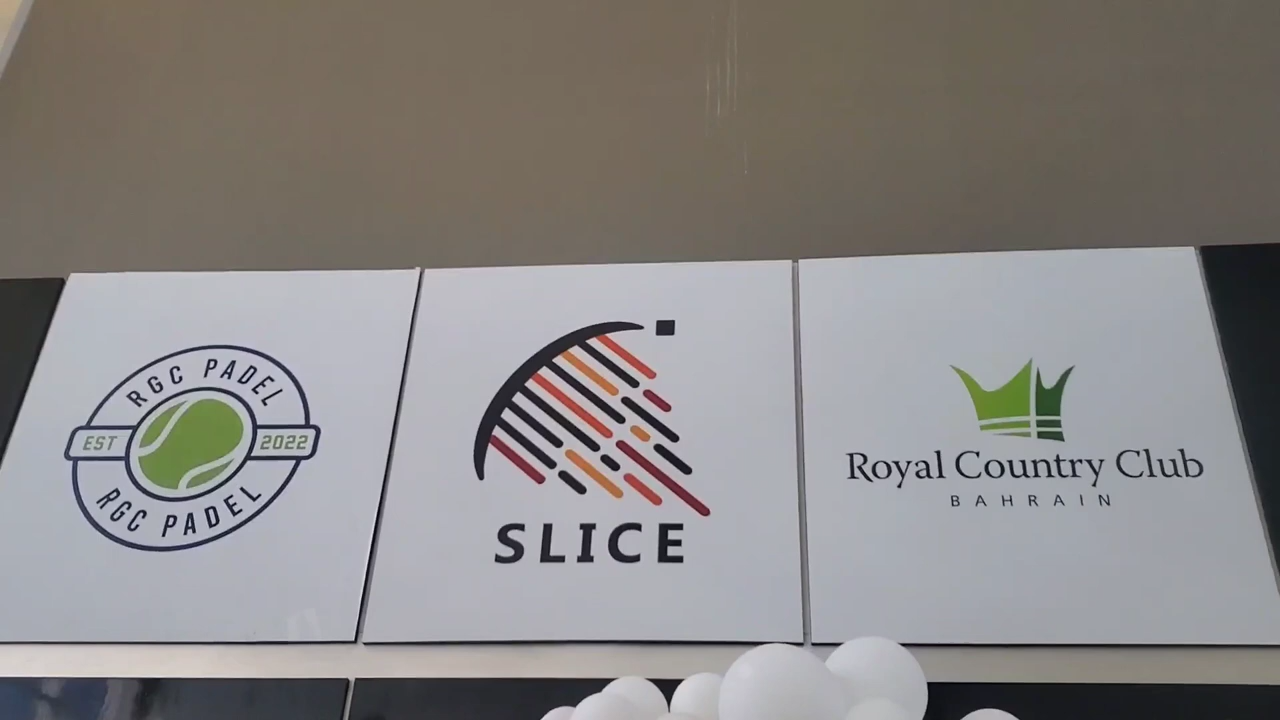 RGC PADEL
EST 2022
RGC PADEL
SLICE
Royal Country Club
BAHRAIN